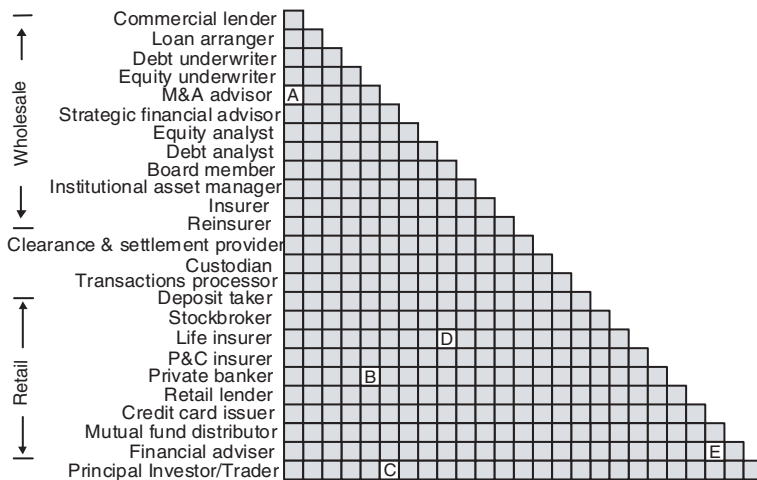 Commercial lender
Loan arranger
Debt underwriter
Equity underwriter
M&A advisor A
Strategic financial advisor
Equity analyst
Debt analyst
Board member
Institutional asset manager
Insurer
Reinsurer
Clearance & settlement provider
Custodian
Transactions processor
Deposit taker
Stockbroker
Life insurer D
P&C insurer
Private banker B
Retail lender
Credit card issuer
Mutual fund distributor
Financial adviser E
Principal Investor/Trader C
Wholesale
Retail